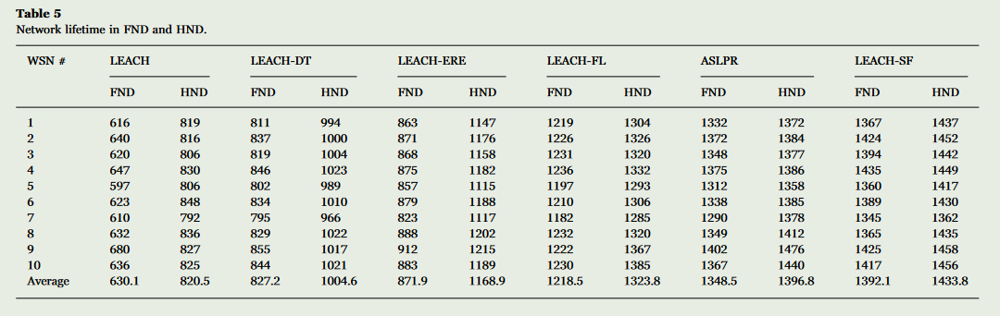 Table 5
Network lifetime in FND and HND.
WSN # LEACH LEACH-DT LEACH-ERE LEACH-FL ASLPR LEACH-SF
FND HND FND HND FND HND FND HND FND HND FND HND
1 616 819 811 994 863 1147 1219 1304 1332 1372 1367 1437
2 640 816 837 1000 871 1176 1226 1326 1372 1384 1424 1452
3 620 806 819 1004 868 1158 1231 1320 1348 1377 1394 1442
4 647 830 846 1023 875 1182 1236 1332 1375 1386 1435 1449
5 597 806 802 989 857 1115 1197 1293 1312 1358 1360 1417
6 623 848 834 1010 879 1188 1210 1306 1338 1385 1389 1430
7 610 792 795 966 823 1117 1182 1285 1290 1378 1345 1362
8 632 836 829 1022 888 1202 1232 1320 1349 1412 1365 1435
9 680 827 855 1017 912 1215 1222 1367 1402 1476 1425 1458
10 636 825 844 1021 883 1189 1230 1385 1367 1440 1417 1456
Average 630.1 820.5 827.2 1004.6 871.9 1168.9 1218.5 1323.8 1348.5 1396.8 1392.1 1433.8